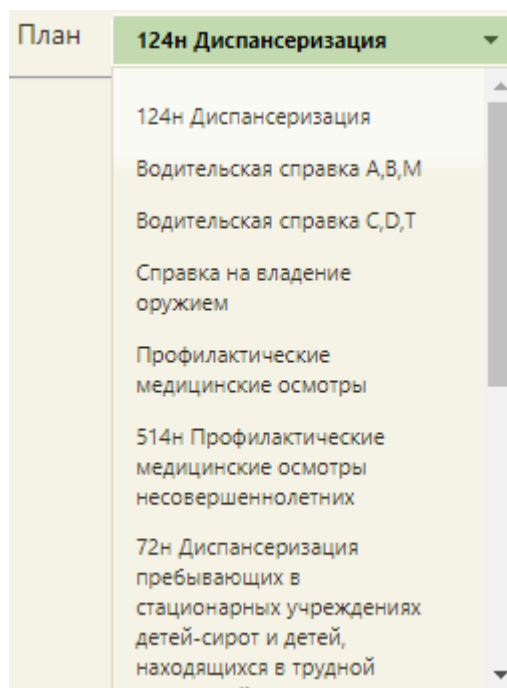 План
124н Диспансеризация
124н Диспансеризация
Водительская справка A,B,M
Водительская справка C,D,T
Справка на владение
оружием
Профилактические
медицинские осмотры
514н Профилактические
медицинские осмотры
несовершеннолетних
72н Диспансеризация
пребывающих в
стационарных учреждениях
детей-сирот и детей,
находящихся в трудной